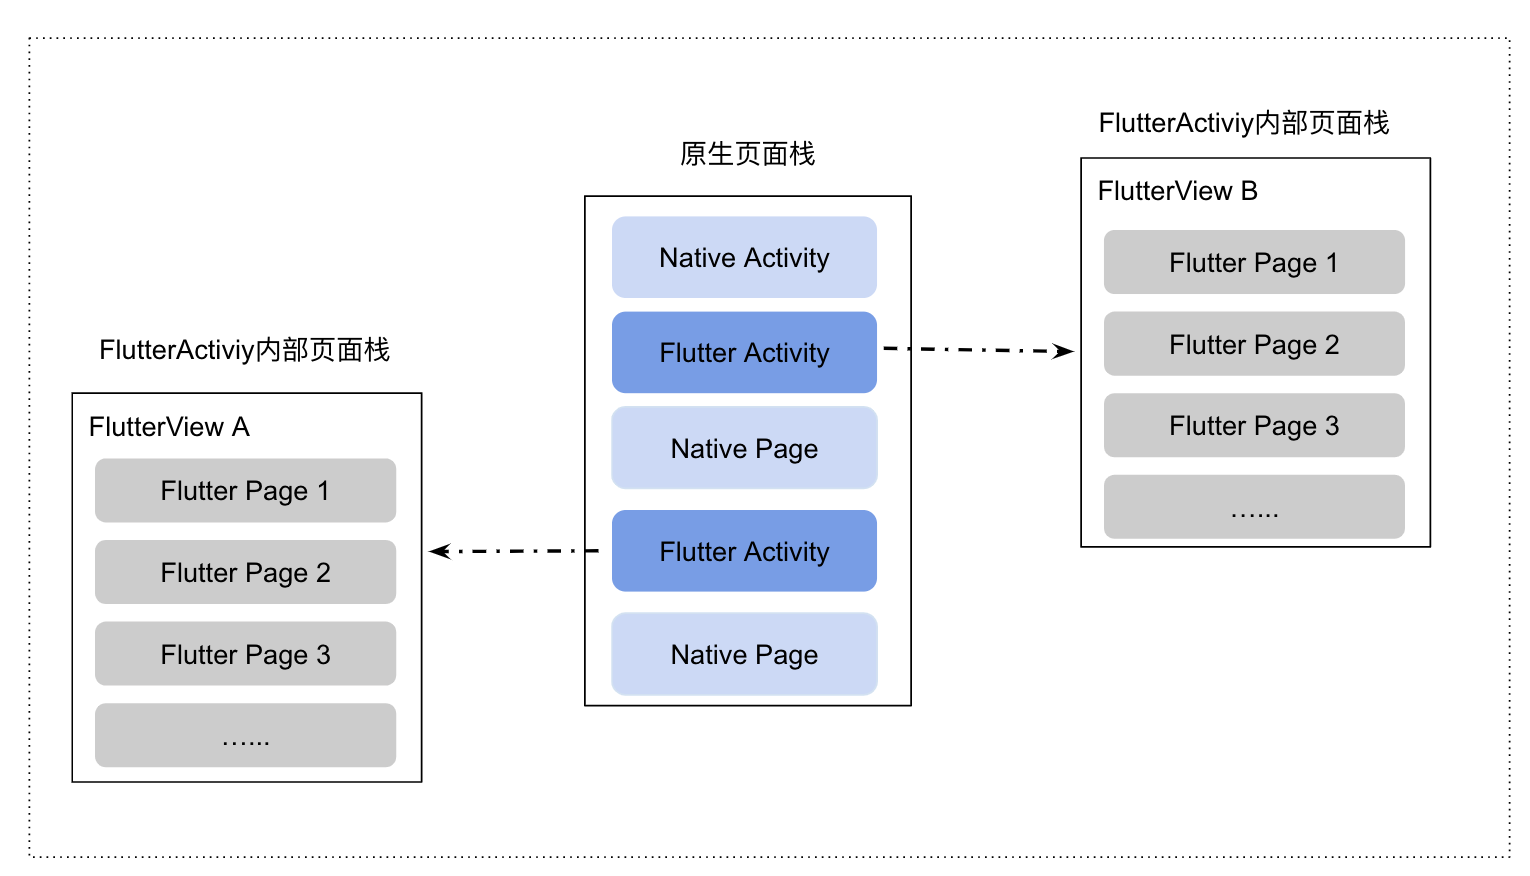 FlutterActiviy内部页面栈
FlutterView A
Flutter Page 1
Flutter Page 2
Flutter Page 3
…...
原生页面栈
Native Activity
Flutter Activity
Native Page
Flutter Activity
Native Page
FlutterActiviy内部页面栈
FlutterView B
Flutter Page 1
Flutter Page 2
Flutter Page 3
…...